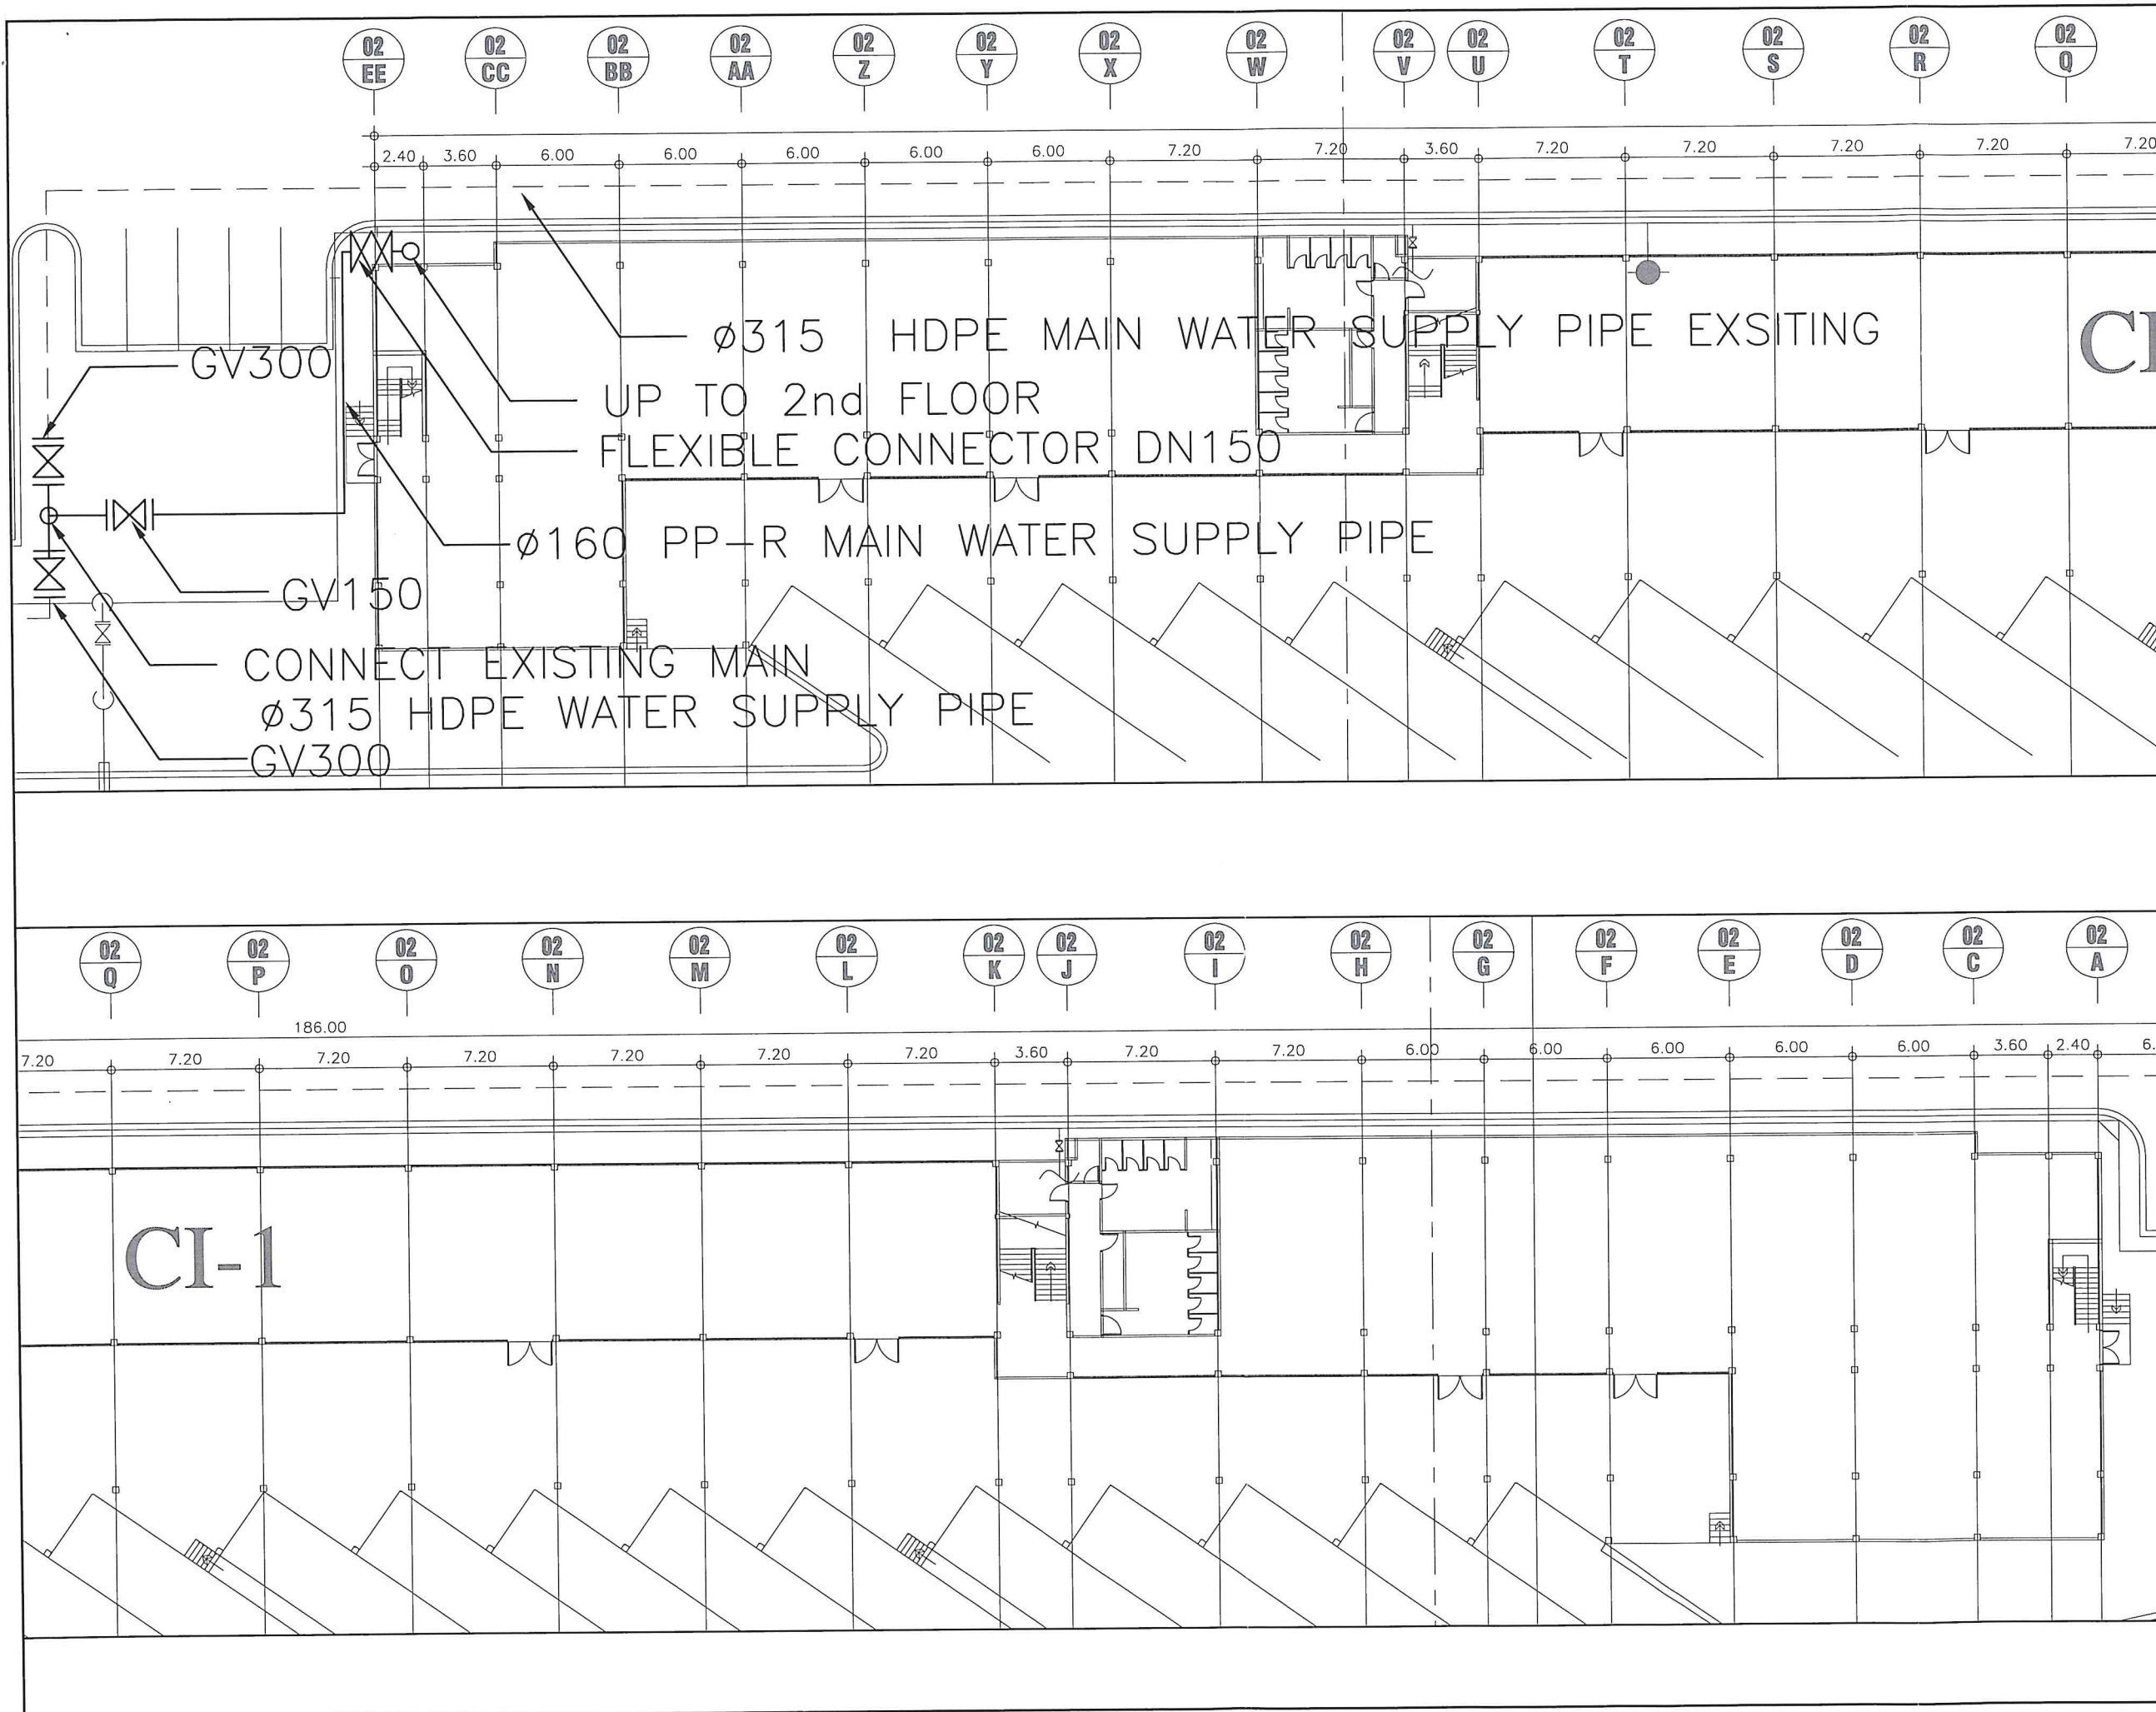 02 02 02 02 02 02 02 02 02 02 02 02 02 02
EE CC BB AA Z Y X W V U T S R Q
2.40 3.60 6.00 6.00 6.00 6.00 6.00 7.20 7.20 3.60 7.20 7.20 7.20 7.20 7.20
ø315 HDPE MAIN WATER SUPPLY PIPE EXSITING
GV300
UP TO 2nd FLOOR
FLEXIBLE CONNECTOR DN150
ø160 PP-R MAIN WATER SUPPLY PIPE
GV150
CONNECT EXISTING MAIN
ø315 HDPE WATER SUPPLY PIPE
GV300
02 02 02 02 02 02 02 02 02 02 02 02 02 02 02 02
Q P O N M L K J I H G F E D C A
186.00
7.20 7.20 7.20 7.20 7.20 7.20 7.20 3.60 7.20 7.20 6.00 6.00 6.00 6.00 6.00 3.60 2.40
CI-1